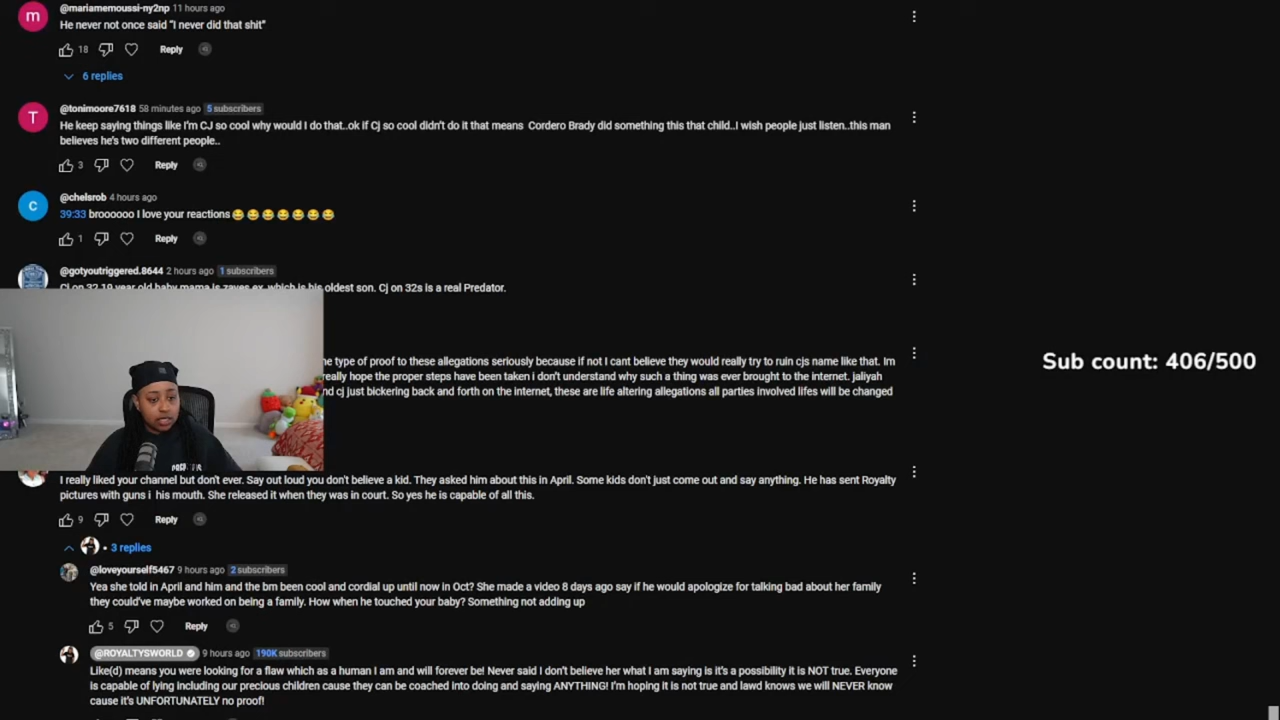 m
@mariamemoussi-ny2np 11 hours ago
He never not once said “I never did that shit”
18 Reply
6 replies
T
@tonimoore7618 58 minutes ago 5 subscribers
He keep saying things like I’m CJ so cool why would I do that..ok if Cj so cool didn’t do it that means Cordero Brady did something this that child..I wish people just listen..this man
believes he’s two different people..
3 Reply
C
@chelsrob 4 hours ago
39:33 broooooo I love your reactions😂 😂 😂 😂 😂 😂 😂
1 Reply
@gotyoutriggered.8644 2 hours ago 1 subscribers
Cj on 32 19 year old baby mama is zayes ex, which is his oldest son. Cj on 32s is a real Predator.
type of proof to these allegations seriously because if not I cant believe they would really try to ruin cjs name like that. Im
really hope the proper steps have been taken i don't understand why such a thing was ever brought to the internet. jaliyah
cj just bickering back and forth on the internet, these are life altering allegations all parties involved lifes will be changed
Sub count: 406/500
I really liked your channel but don't ever. Say out loud you don't believe a kid. They asked him about this in April. Some kids don't just come out and say anything. He has sent Royalty
pictures with guns i his mouth. She released it when they was in court. So yes he is capable of all this.
9 Reply
3 replies
@loveyourself5467 9 hours ago 2 subscribers
Yea she told in April and him and the bm been cool and cordial up until now in Oct? She made a video 8 days ago say if he would apologize for talking bad about her family
they could've maybe worked on being a family. How when he touched your baby? Something not adding up
5 Reply
@ROYALTYSWORLD 9 hours ago 190K subscribers
Like(d) means you were looking for a flaw which as a human I am and will forever be! Never said I don't believe her what I am saying is it's a possibility it is NOT true. Everyone
is capable of lying including our precious children cause they can be coached into doing and saying ANYTHING! I'm hoping it is not true and lawd knows we will NEVER know
cause it's UNFORTUNATELY no proof!